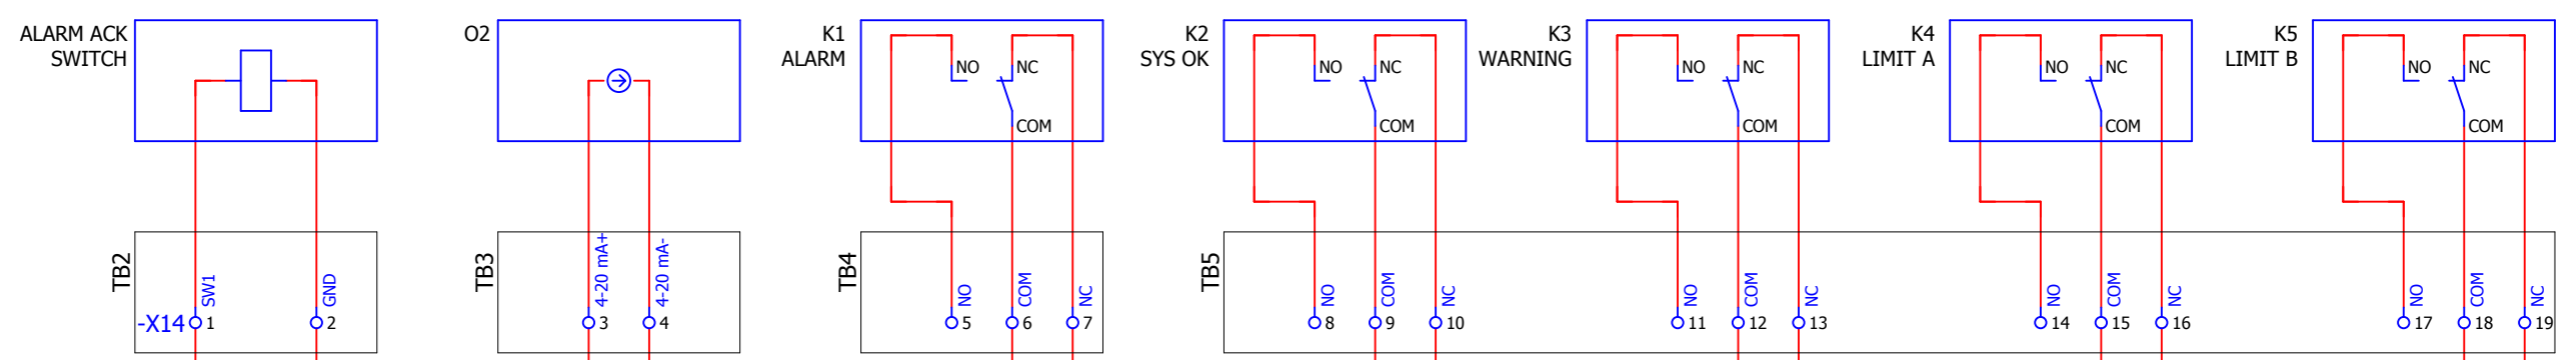 ALARM ACK
SWITCH
O2
K1
ALARM
K2
SYS OK
K3
WARNING
K4
LIMIT A
K5
LIMIT B
NO
NC
COM
NO
NC
COM
NO
NC
COM
NO
NC
COM
NO
NC
COM
TB2
SW1
GND
TB3
4-20 mA+
4-20 mA-
TB4
NO
COM
NC
TB5
NO
COM
NC
NO
COM
NC
NO
COM
NC
NO
COM
NC
-X14
1
2
3
4
5
6
7
8
9
10
11
12
13
14
15
16
17
18
19